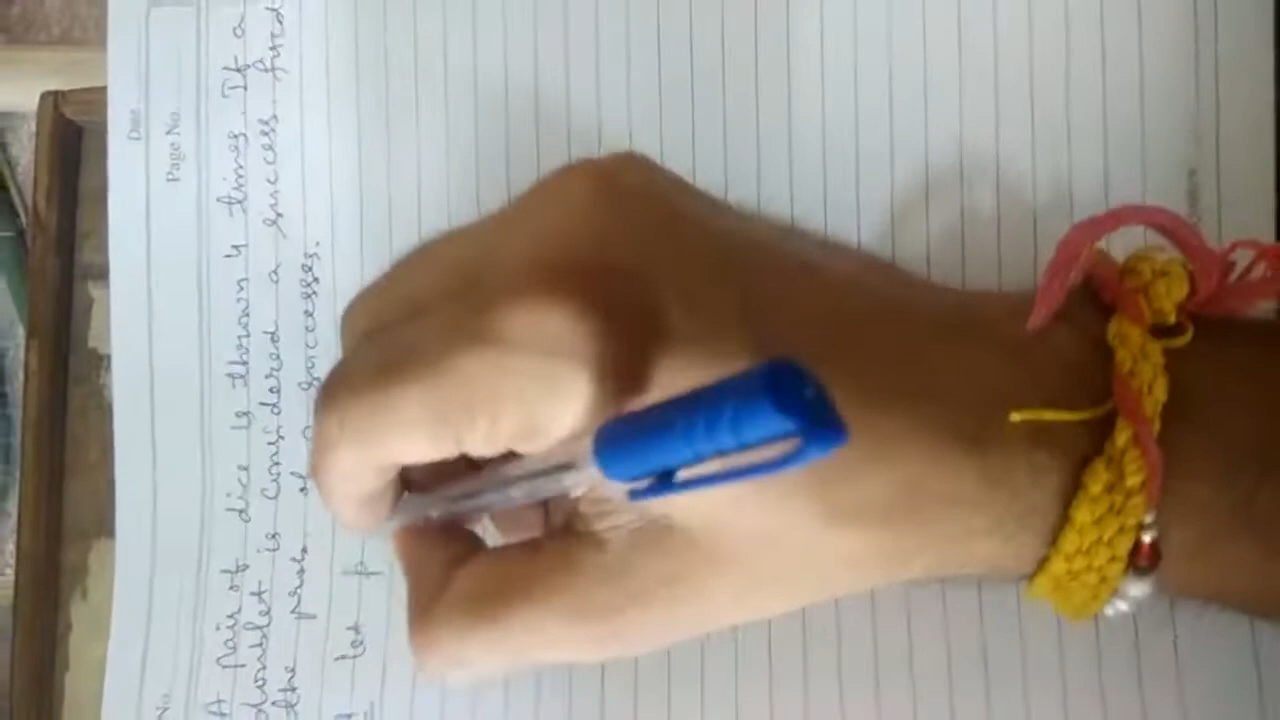 Date
Page No.
No.
A pair of dice is thrown 4 times. If a
doublet is considered a success. find
the prob. of 2 successes.
let p